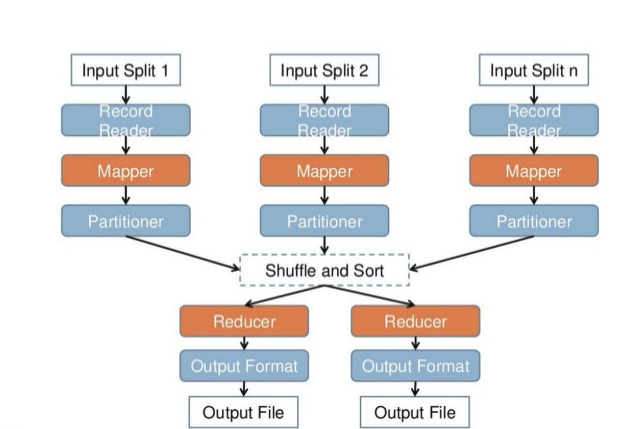 Input Split 1
Input Split 2
Input Split n
Record
Reader
Record
Reader
Record
Reader
Mapper
Mapper
Mapper
Partitioner
Partitioner
Partitioner
Shuffle and Sort
Reducer
Reducer
Output Format
Output Format
Output File
Output File